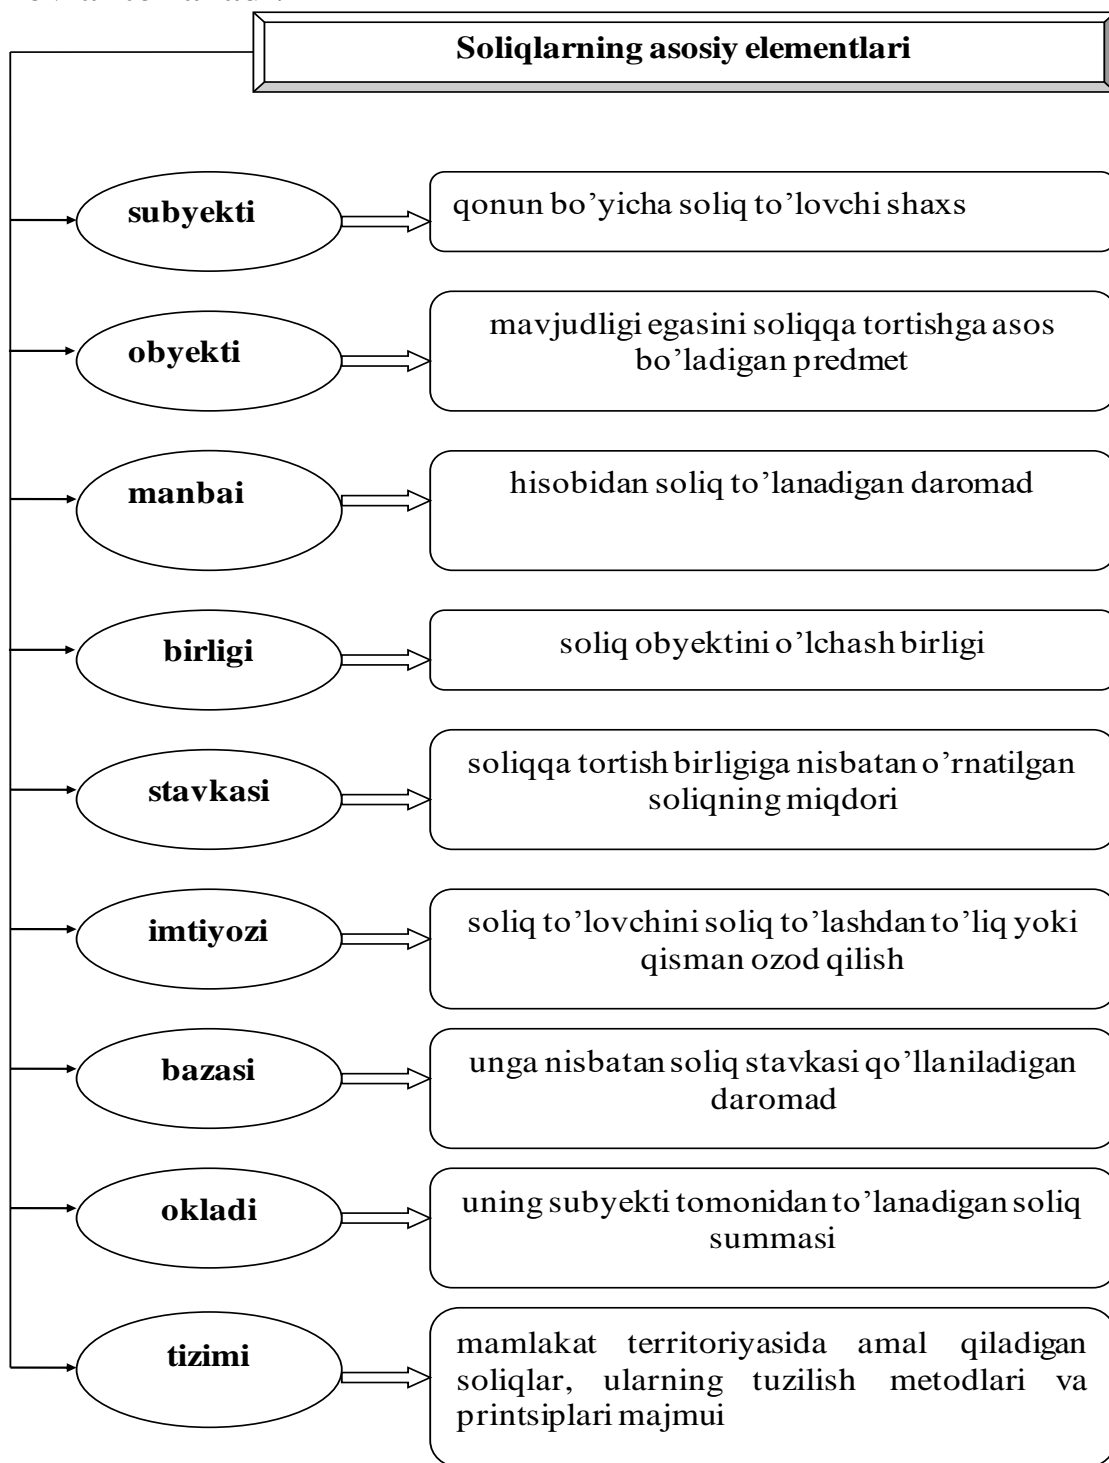 Soliqlarning asosiy elementlari
subyekti
qonun bo’yicha soliq to’lovchi shaxs
obyekti
mavjudligi egasini soliqqa tortishga asos
bo’ladigan predmet
manbai
hisobidan soliq to’lanadigan daromad
birligi
soliq obyektini o’lchash birligi
stavkasi
soliqqa tortish birligiga nisbatan o’rnatilgan
soliqning miqdori
imtiyozi
soliq to’lovchini soliq to’lashdan to’liq yoki
qisman ozod qilish
bazasi
unga nisbatan soliq stavkasi qo’llaniladigan
daromad
okladi
uning subyekti tomonidan to’lanadigan soliq
summasi
tizimi
mamlakat territoriyasida amal qiladigan
soliqlar, ularning tuzilish metodlari va
printsiplari majmui